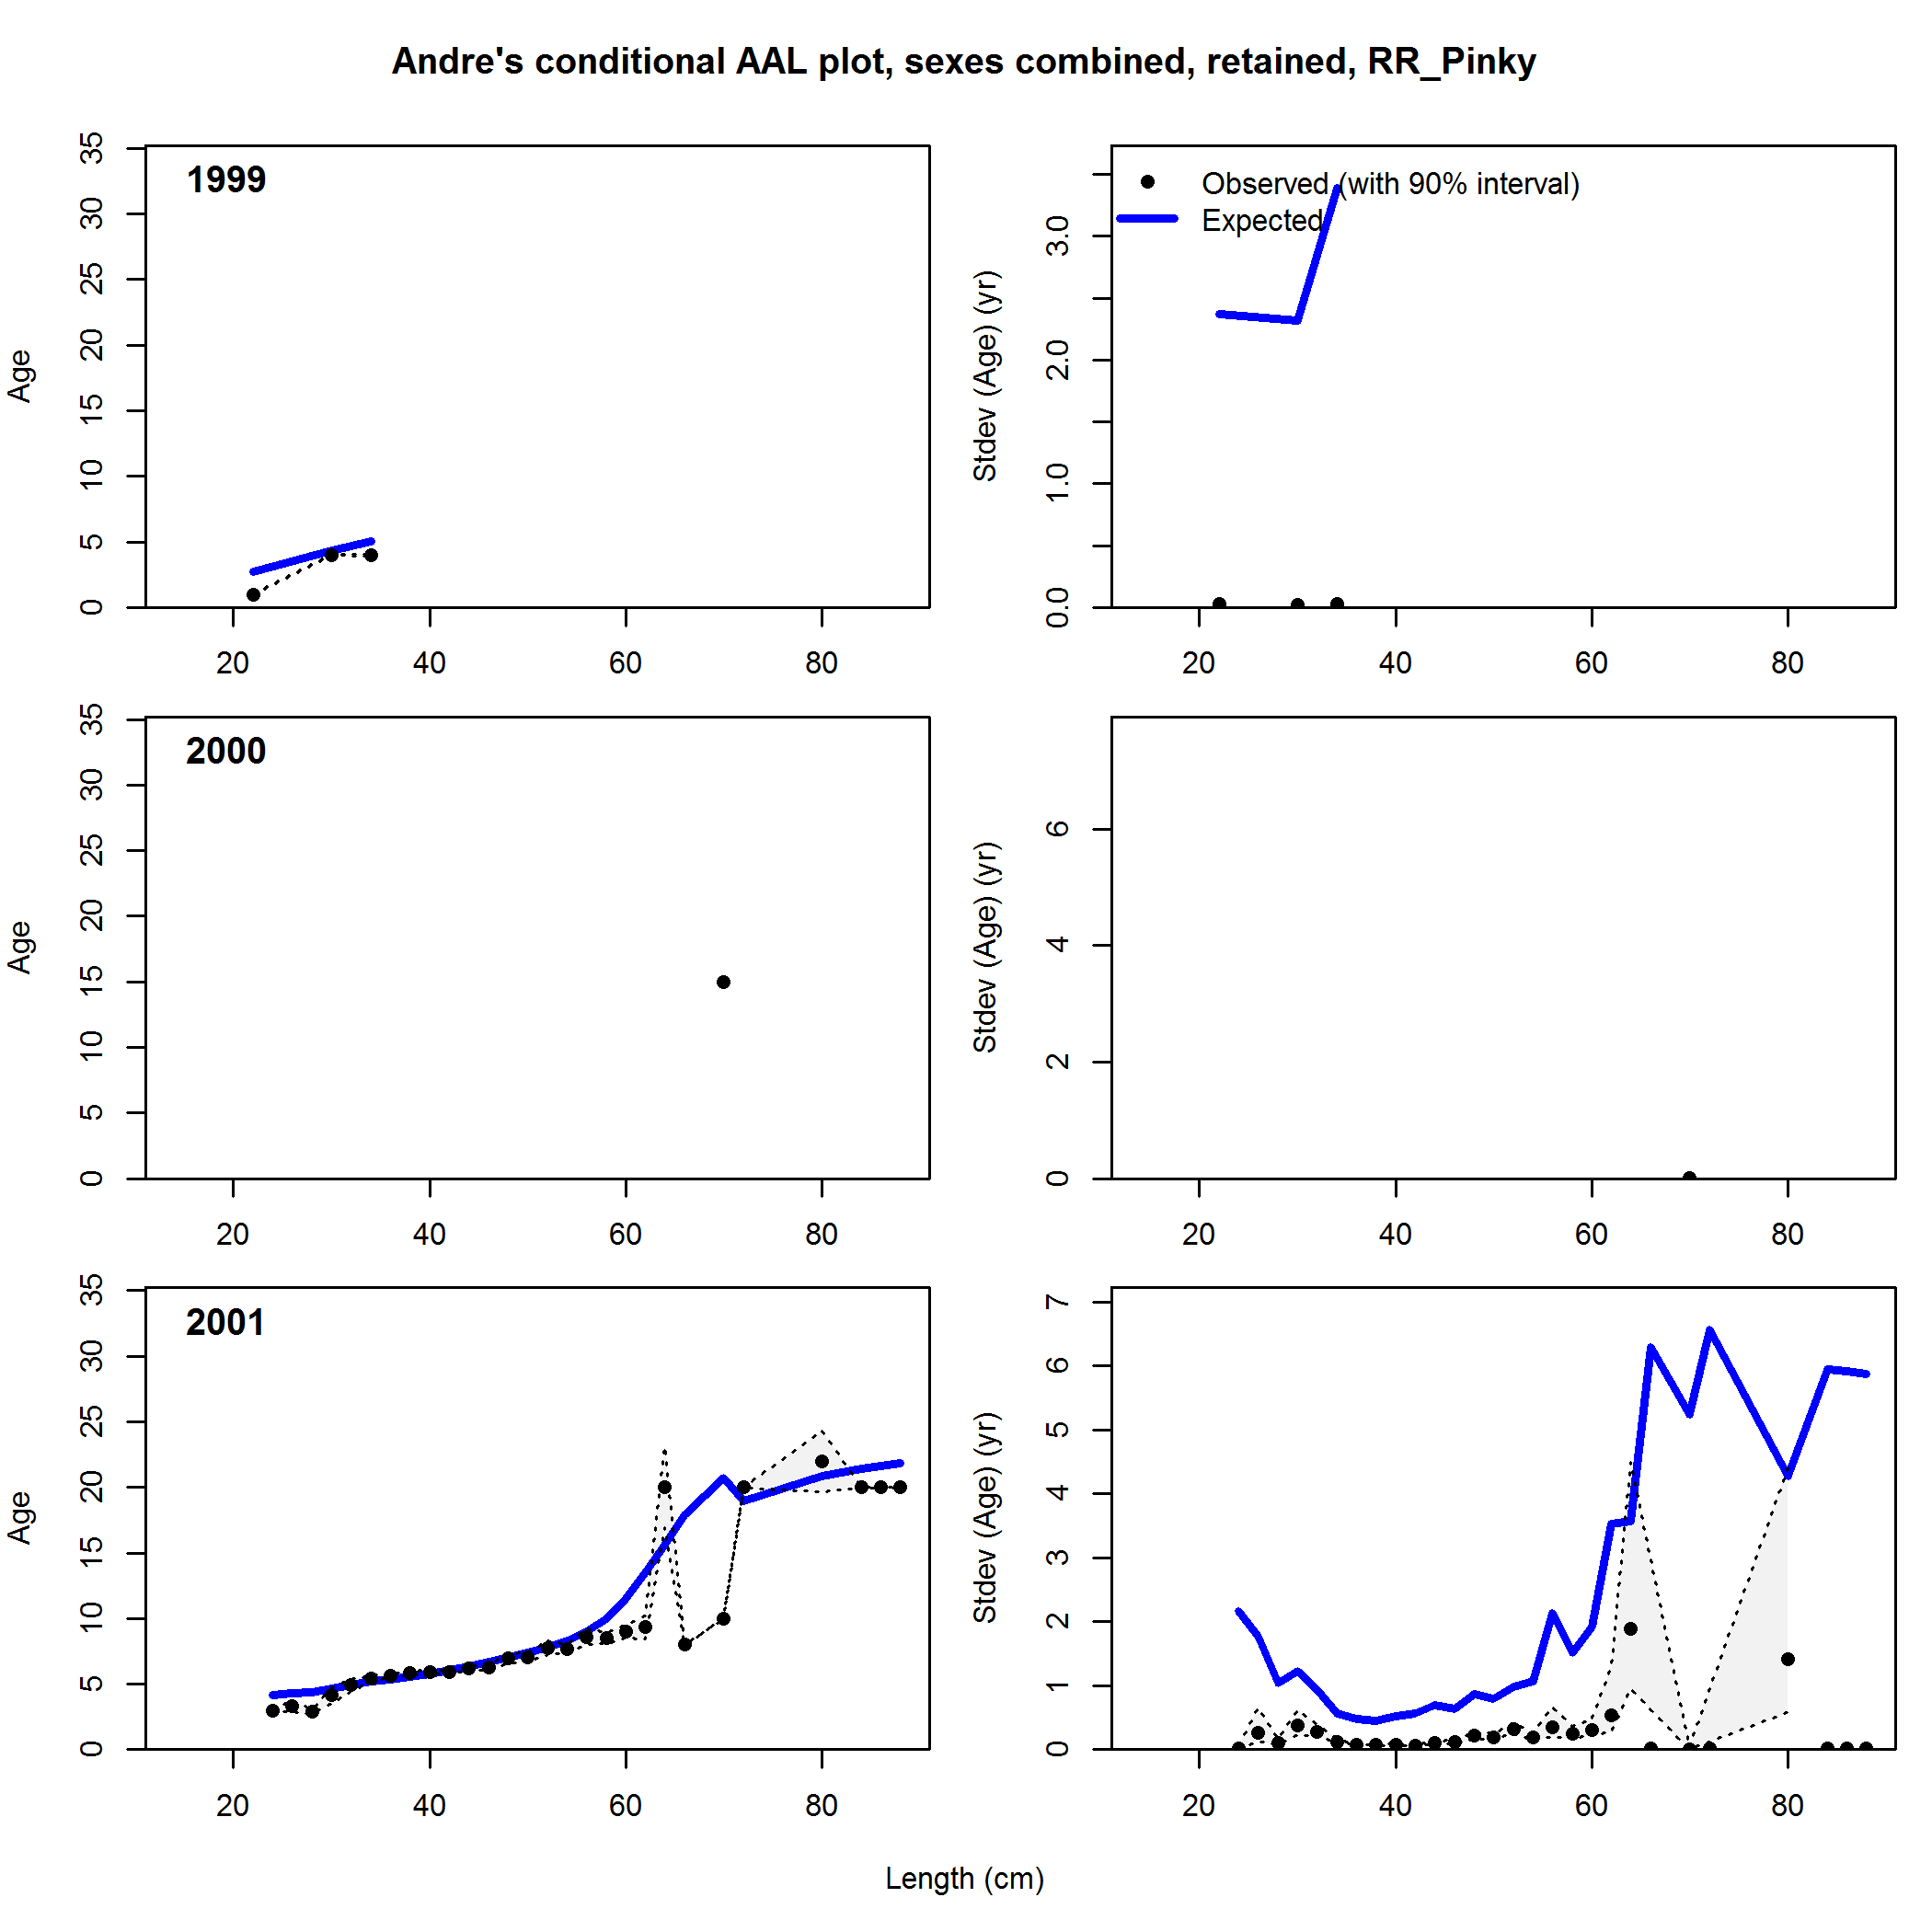 Andre's conditional AAL plot, sexes combined, retained, RR_Pinky
1999
Age
0 5 10 15 20 25 30 35
20 40 60 80
Observed (with 90% interval)
Expected
Stdev (Age) (yr)
0.0 1.0 2.0 3.0
20 40 60 80
2000
Age
0 5 10 15 20 25 30 35
20 40 60 80
Stdev (Age) (yr)
0 2 4 6
20 40 60 80
2001
Age
0 5 10 15 20 25 30 35
20 40 60 80
Stdev (Age) (yr)
0 1 2 3 4 5 6 7
20 40 60 80
Length (cm)